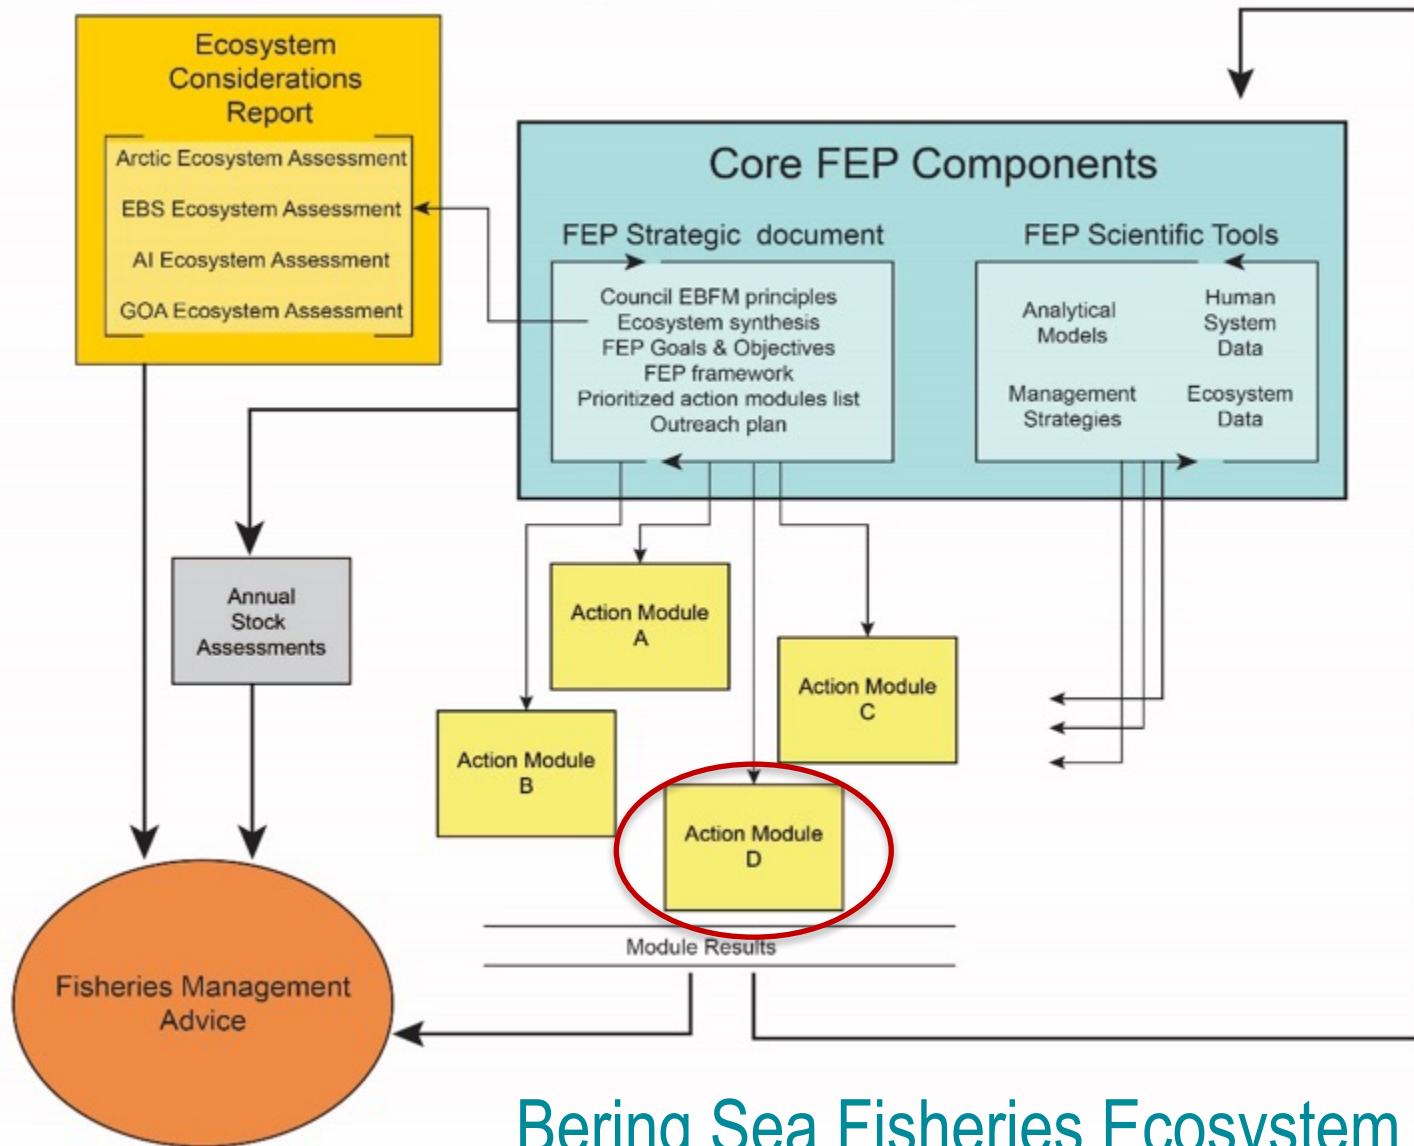 Ecosystem
Considerations
Report
Arctic Ecosystem Assessment
EBS Ecosystem Assessment
AI Ecosystem Assessment
GOA Ecosystem Assessment
Core FEP Components
FEP Strategic document
Council EBFM principles
Ecosystem synthesis
FEP Goals & Objectives
FEP framework
Prioritized action modules list
Outreach plan
FEP Scientific Tools
Analytical
Models
Human
System
Data
Management
Strategies
Ecosystem
Data
Annual
Stock
Assessments
Action Module
A
Action Module
B
Action Module
C
Action Module
D
Module Results
Fisheries Management
Advice
Bering Sea Fisheries Ecosystem